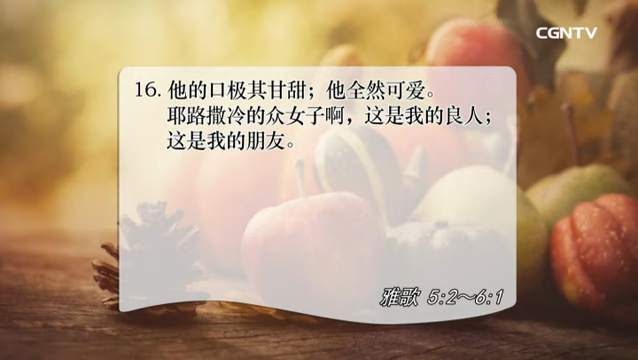 CGNTV
16. 他的口极其甘甜；他全然可爱。
耶路撒冷的众女子啊，这是我的良人；
这是我的朋友。
雅歌 5:2～6:1